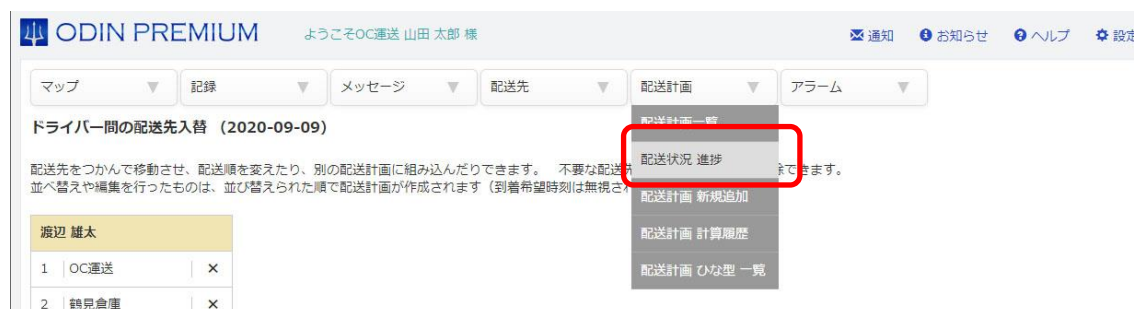 ODIN PREMIUM ようこそOC運送 山田 太郎 様 通知 お知らせ ヘルプ 設定
マップ 記録 メッセージ 配送先 配送計画 アラーム
ドライバー間の配送先入替 (2020-09-09)
配送計画一覧
配送先をつかんで移動させ、配送順を変えたり、別の配送計画に組み込んだりできます。 不要な配送
できます。
配送状況 進捗
並べ替えや編集を行ったものは、並び替えられた順で配送計画が作成されます (到着希望時刻は無視さ
配送計画 新規追加
渡辺 雄太
配送計画 計算履歴
1 OC運送 ×
配送計画 ひな型 一覧
2 鶴見倉庫 ×